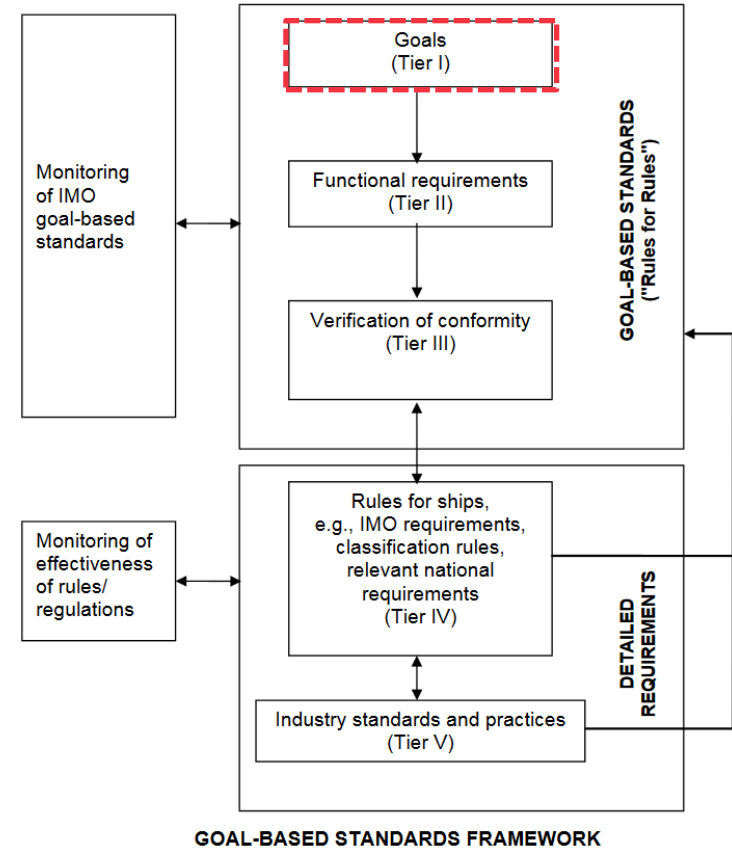 Goals
(Tier I)
Monitoring
of IMO
goal-based
standards
Functional requirements
(Tier II)
Verification of conformity
(Tier III)
GOAL-BASED STANDARDS
("Rules for Rules")
Rules for ships,
e.g., IMO requirements,
classification rules,
relevant national
requirements
(Tier IV)
Monitoring of
effectiveness
of rules/
regulations
Industry standards and practices
(Tier V)
DETAILED
REQUIREMENTS
GOAL-BASED STANDARDS FRAMEWORK